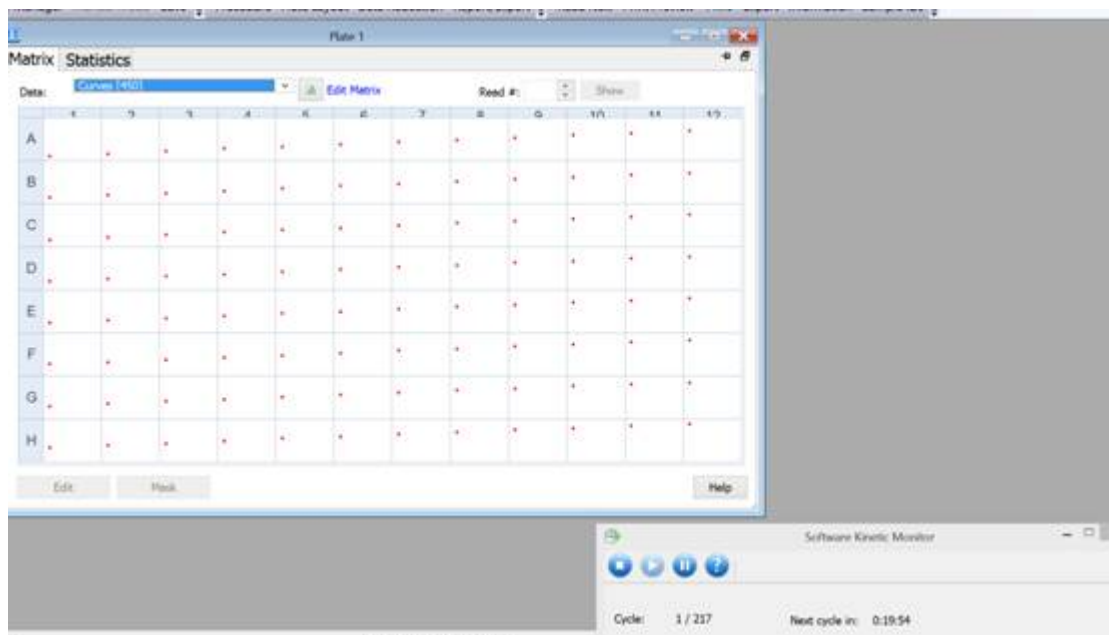 Plate 1
Matrix Statistics
Data: Curves [450] Edit Matrix Read #: Show
1 2 3 4 5 6 7 8 9 10 11 12
A
B
C
D
E
F
G
H
Edit Mask Help
Software Kinetic Monitor
Cycle: 1 / 217 Next cycle in: 0:19:54